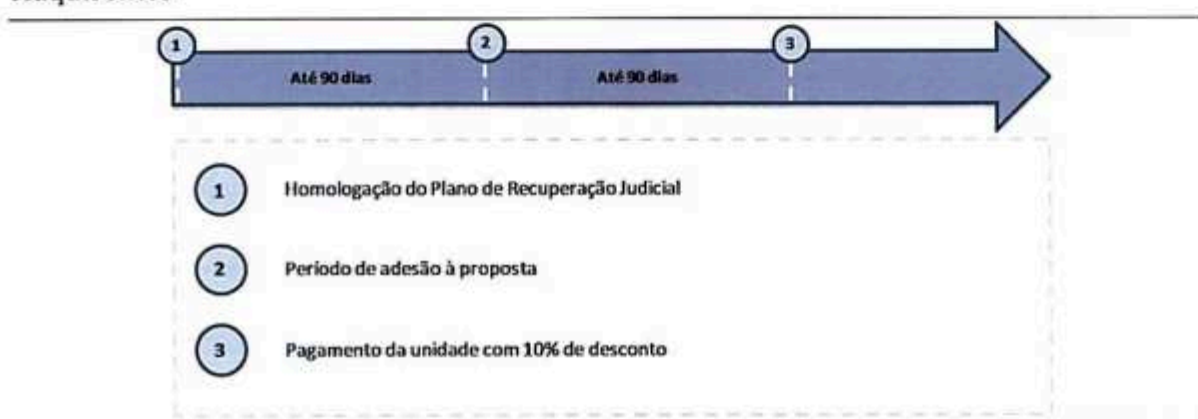 1
2
3
Até 90 dias
Até 90 dias
1 Homologação do Plano de Recuperação Judicial
2 Período de adesão à proposta
3 Pagamento da unidade com 10% de desconto